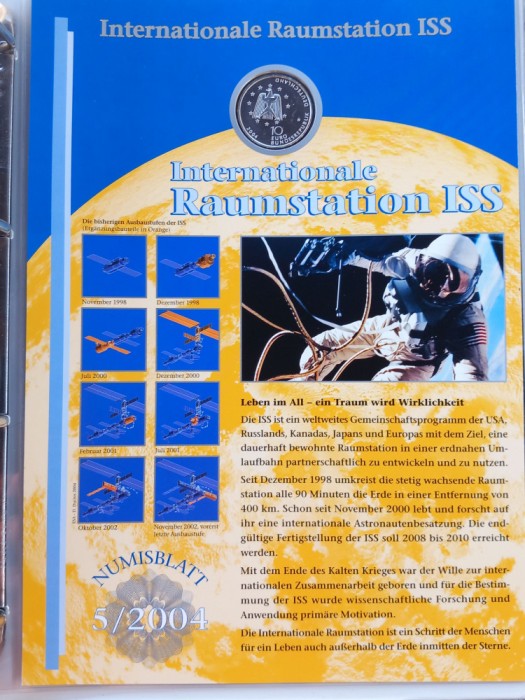 Internationale Raumstation ISS
BUNDESREPUBLIK
DEUTSCHLAND
10
EURO
2004
Internationale
Raumstation ISS
Die bisherigen Ausbaustufen der ISS
(Ergänzungsbauteile in Orange)
November 1998
Dezember 1998
Juli 2000
Dezember 2000
Februar 2001
Juli 2001
Oktober 2002
November 2002, vorerst
letzte Ausbaustufe
Leben im All – ein Traum wird Wirklichkeit
Die ISS ist ein weltweites Gemeinschaftsprogramm der USA,
Russlands, Kanadas, Japans und Europas mit dem Ziel, eine
dauerhaft bewohnte Raumstation in einer erdnahen Um-
laufbahn partnerschaftlich zu entwickeln und zu nutzen.
Seit Dezember 1998 umkreist die stetig wachsende Raum-
station alle 90 Minuten die Erde in einer Entfernung von
400 km. Schon seit November 2000 lebt und forscht auf
ihr eine internationale Astronautenbesatzung. Die end-
gültige Fertigstellung der ISS soll 2008 bis 2010 erreicht
werden.
Mit dem Ende des Kalten Krieges war der Wille zur inter-
nationalen Zusammenarbeit geboren und für die Bestim-
mung der ISS wurde wissenschaftliche Forschung und
Anwendung primäre Motivation.
Die Internationale Raumstation ist ein Schritt der Menschen
für ein Leben auch außerhalb der Erde inmitten der Sterne.
NUMISBLATT
5/2004